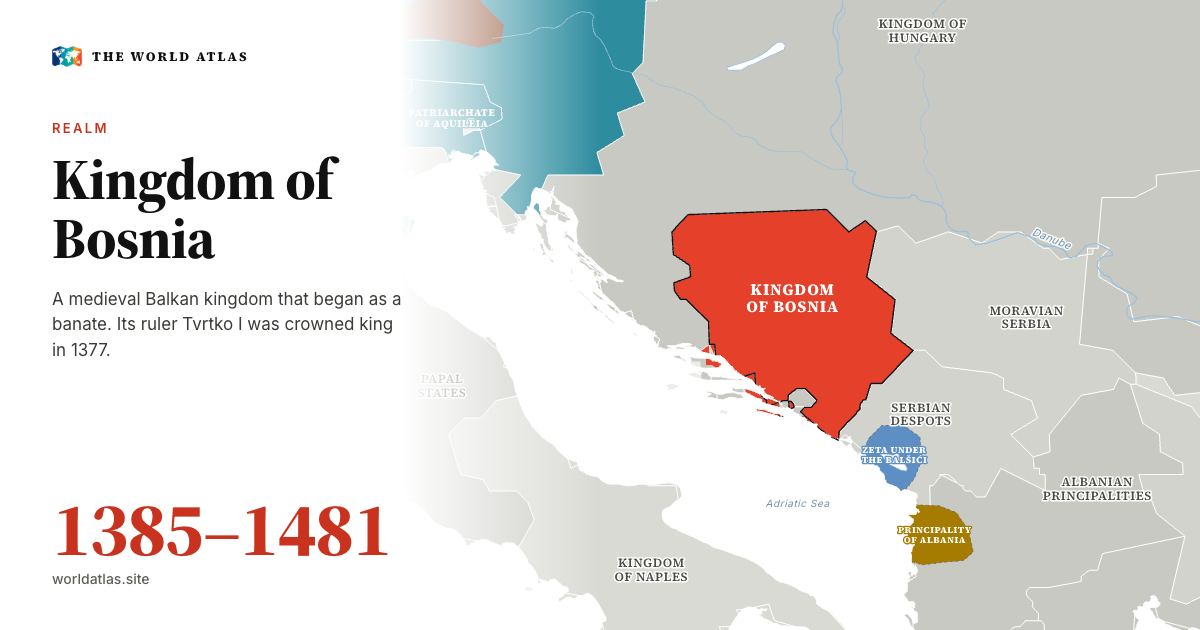 THE WORLD ATLAS
REALM
Kingdom of
Bosnia
A medieval Balkan kingdom that began as a
banate. Its ruler Tvrtko I was crowned king
in 1377.
1385–1481
worldatlas.site
KINGDOM OF
HUNGARY
PATRIARCHATE
OF AQUILEIA
Danube
KINGDOM
OF BOSNIA
MORAVIAN
SERBIA
PAPAL
STATES
SERBIAN
DESPOTS
ZETA UNDER
THE BALŠIĆI
ALBANIAN
PRINCIPALITIES
Adriatic Sea
PRINCIPALITY
OF ALBANIA
KINGDOM
OF NAPLES